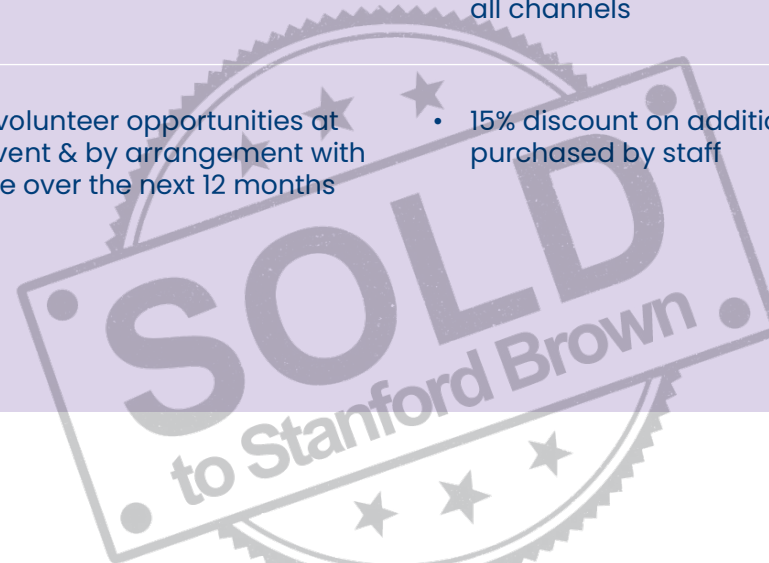 all channels
volunteer opportunities at
vent & by arrangement with
e over the next 12 months
• 15% discount on additio
purchased by staff
SOLD
to Stanford Brown